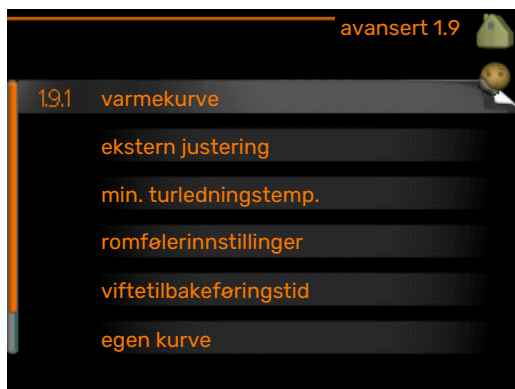 avansert 1.9
1.9.1 varmekurve
ekstern justering
min. turledningstemp.
romfølerinnstillinger
viftetilbakeføringstid
egen kurve